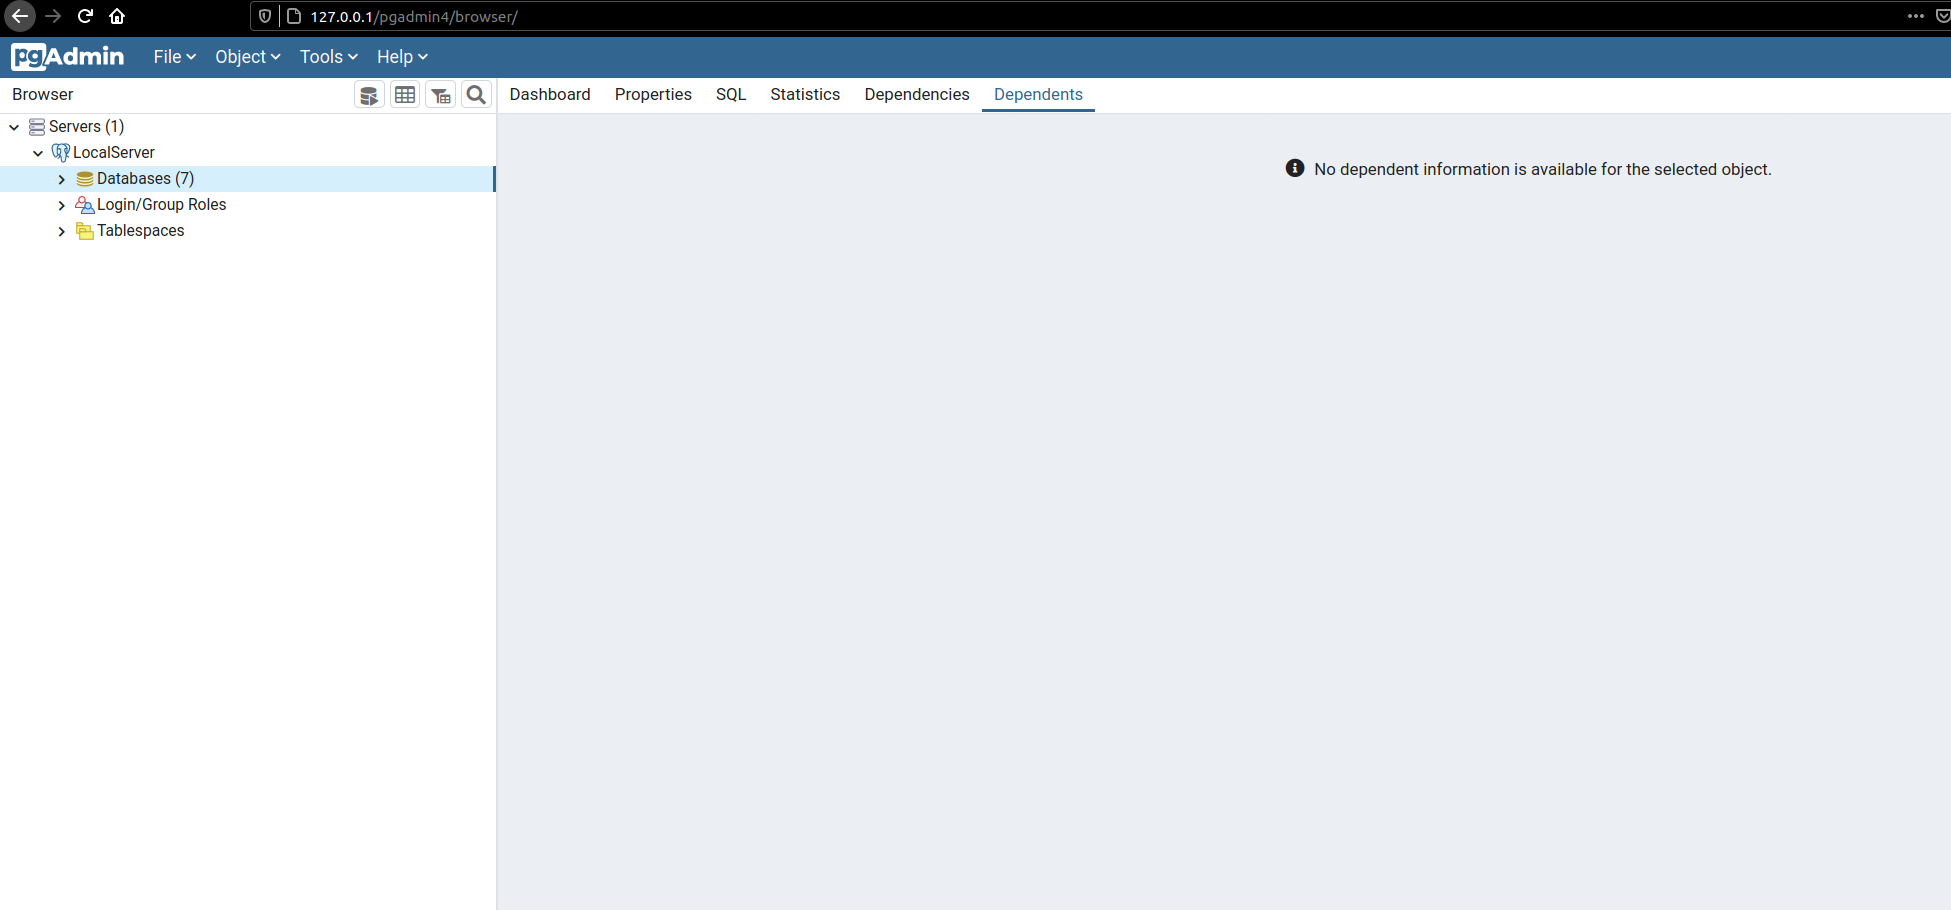 127.0.0.1/pgadmin4/browser/
pgAdmin File Object Tools Help
Browser
Dashboard Properties SQL Statistics Dependencies Dependents
Servers (1)
LocalServer
Databases (7)
Login/Group Roles
Tablespaces
No dependent information is available for the selected object.